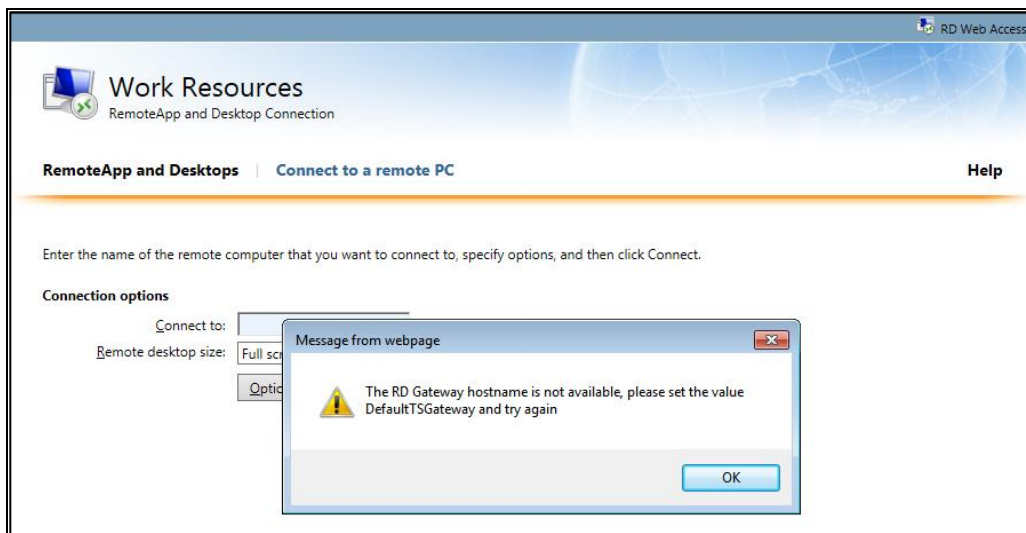 RD Web Access
Work Resources
RemoteApp and Desktop Connection
RemoteApp and Desktops | Connect to a remote PC Help
Enter the name of the remote computer that you want to connect to, specify options, and then click Connect.
Connection options
Connect to:
Remote desktop size: Full scr
Optio
Message from webpage
The RD Gateway hostname is not available, please set the value
DefaultTSGateway and try again
OK